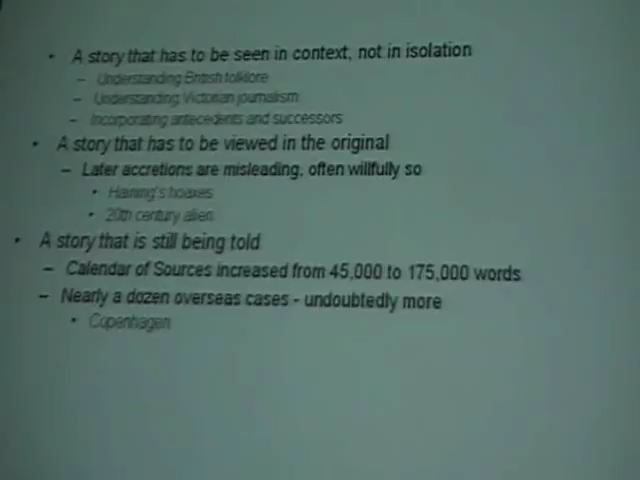 • A story that has to be seen in context, not in isolation
– Understanding British folklore
– Understanding Victorian journalism
– Incorporating antecedents and successors
• A story that has to be viewed in the original
– Later accretions are misleading, often willfully so
• Haining's hoaxes
• 20th century alien
• A story that is still being told
– Calendar of Sources increased from 45,000 to 175,000 words
– Nearly a dozen overseas cases - undoubtedly more
• Copenhagen